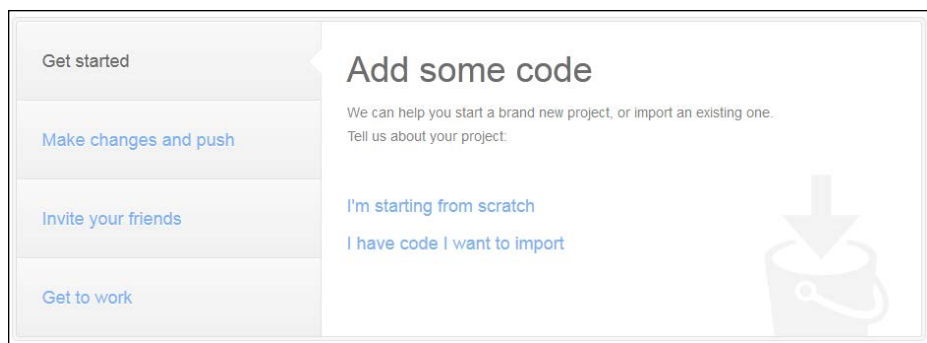 Get started
Make changes and push
Invite your friends
Get to work
Add some code
We can help you start a brand new project, or import an existing one.
Tell us about your project:
I'm starting from scratch
I have code I want to import